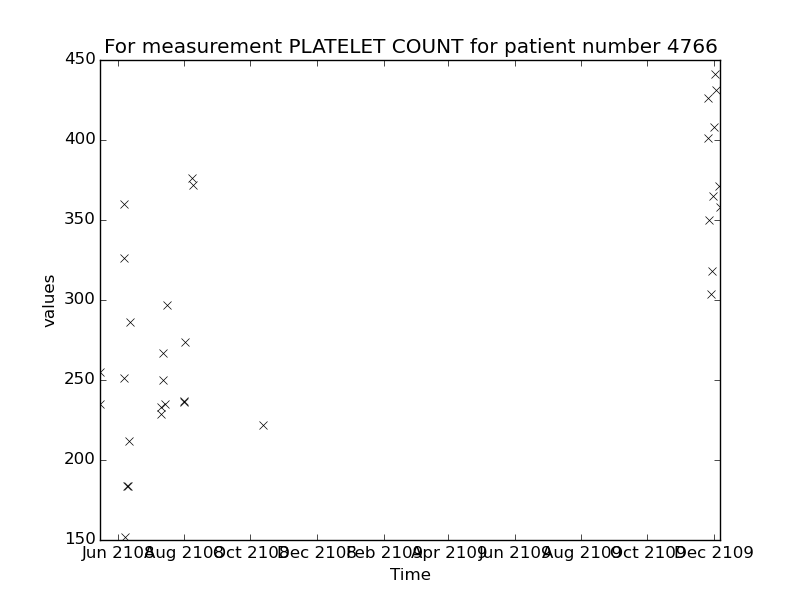 For measurement PLATELET COUNT for patient number 4766
450
400
350
300
250
200
150
values
Jun 2108 Aug 2108 Oct 2108 Dec 2108 Feb 2109 Apr 2109 Jun 2109 Aug 2109 Oct 2109 Dec 2109
Time